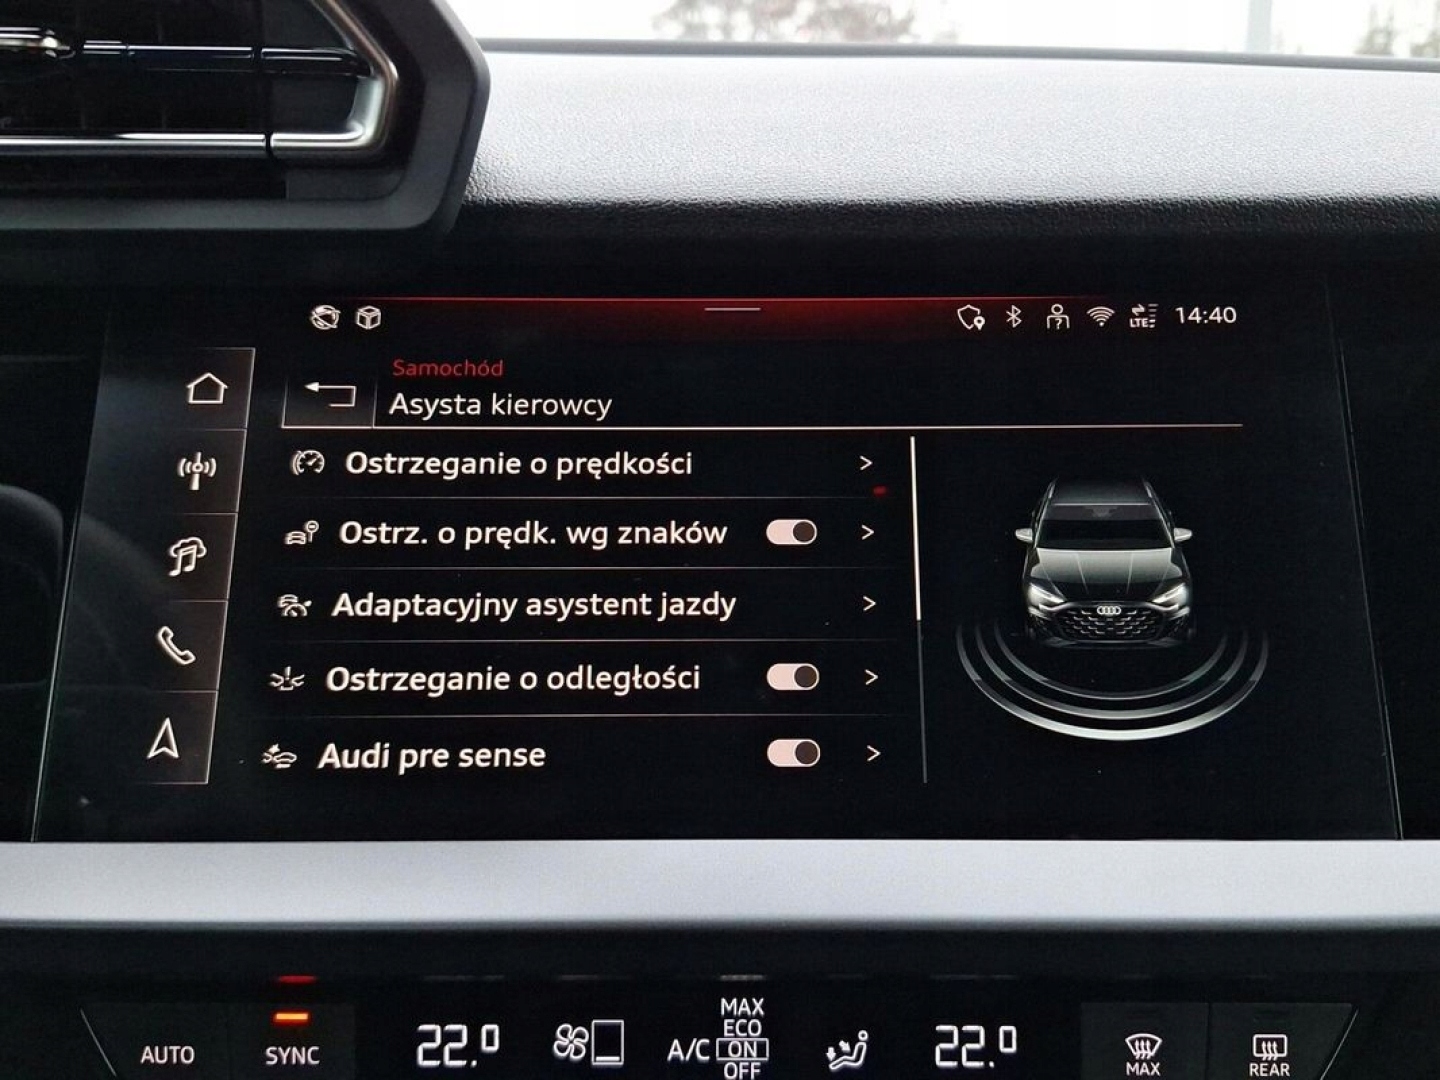 LTE 14:40
Samochód
Asysta kierowcy
Ostrzeganie o prędkości >
Ostrz. o prędk. wg znaków >
Adaptacyjny asystent jazdy >
Ostrzeganie o odległości >
Audi pre sense >
AUTO
SYNC
22.0
A/C
MAX
ECO
ON
OFF
22.0
MAX
REAR